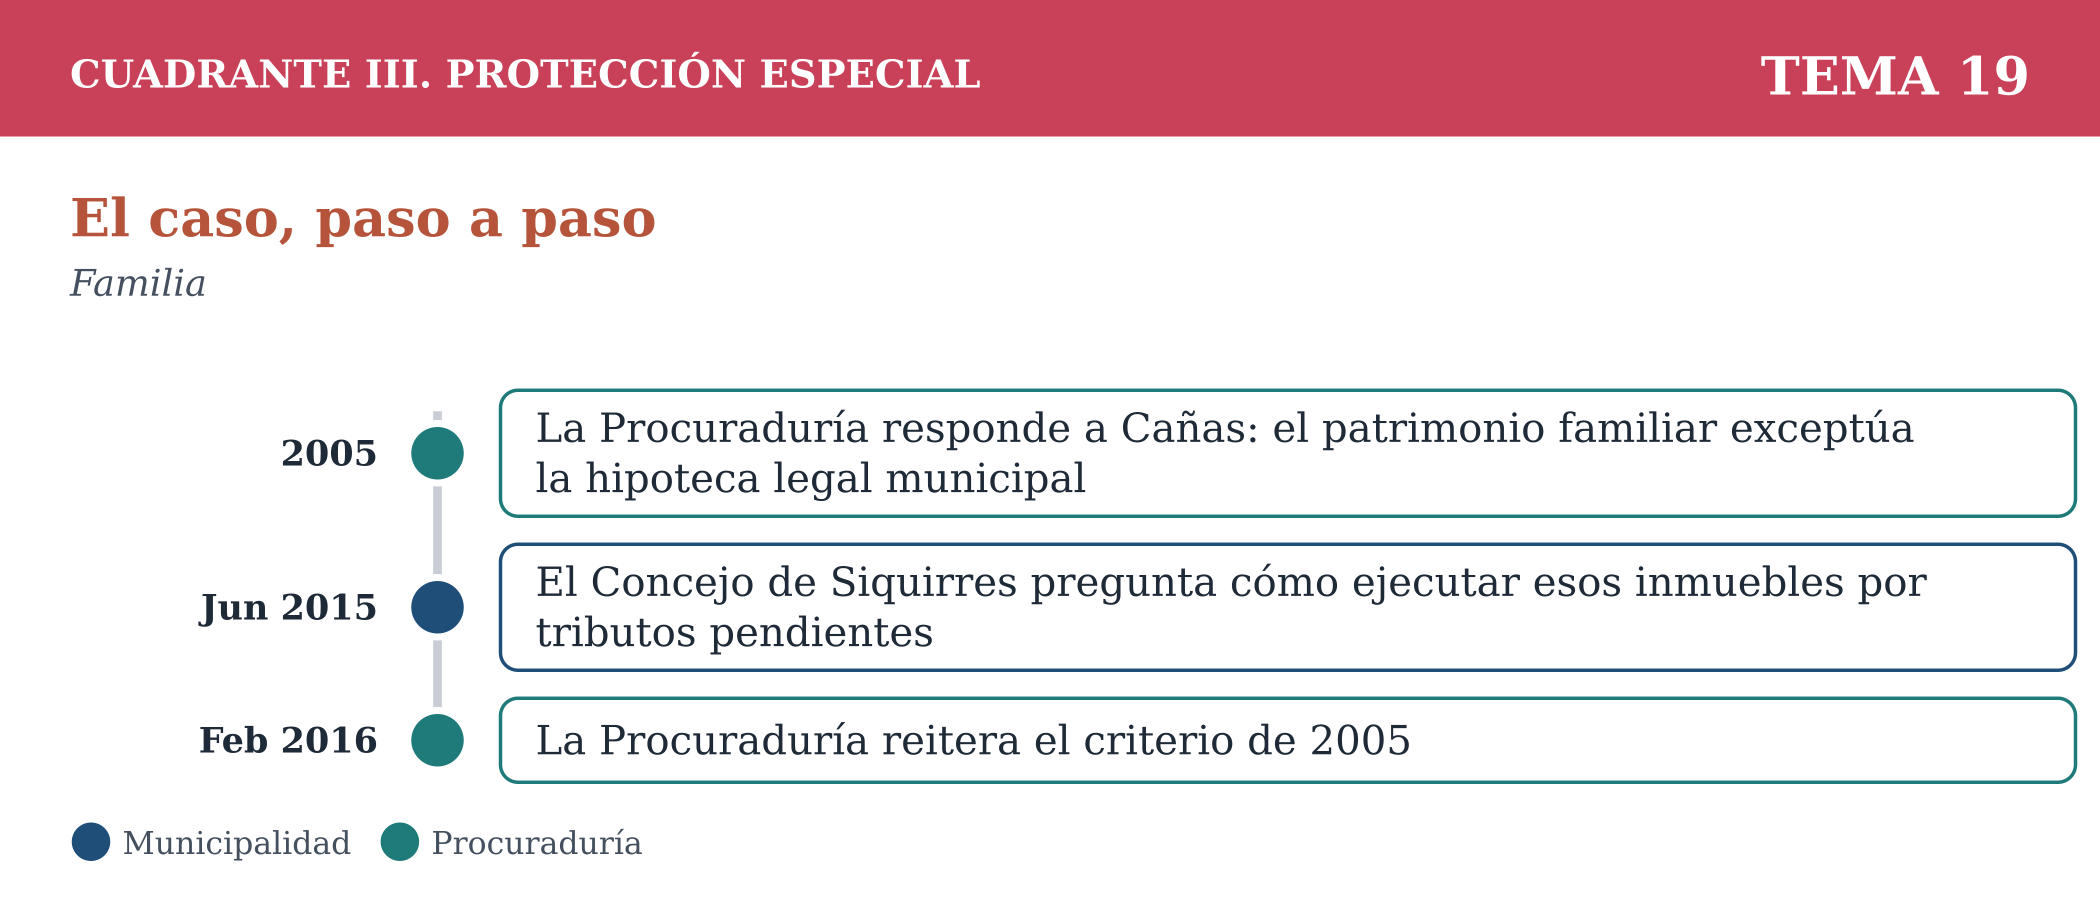 CUADRANTE III. PROTECCIÓN ESPECIAL
TEMA 19
El caso, paso a paso
Familia
2005
La Procuraduría responde a Cañas: el patrimonio familiar exceptúa
la hipoteca legal municipal
Jun 2015
El Concejo de Siquirres pregunta cómo ejecutar esos inmuebles por
tributos pendientes
Feb 2016
La Procuraduría reitera el criterio de 2005
Municipalidad
Procuraduría